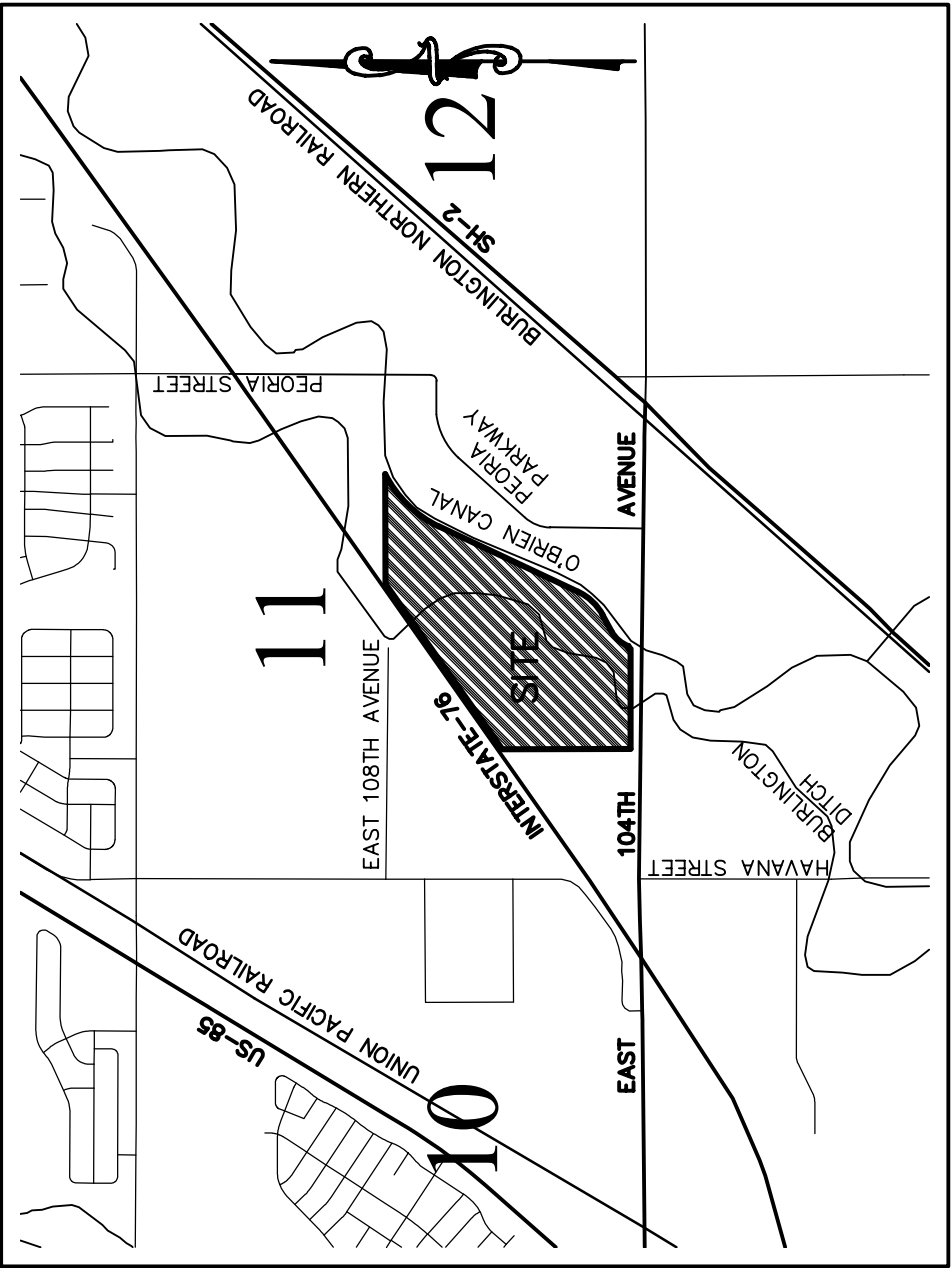 12
BURLINGTON NORTHERN RAILROAD
SH-2
PEORIA STREET
PEORIA
PARKWAY
AVENUE
O'BRIEN CANAL
11
SITE
EAST 108TH AVENUE
INTERSTATE-76
BURLINGTON
DITCH
104TH
HAVANA STREET
UNION PACIFIC RAILROAD
US-85
10
EAST
N